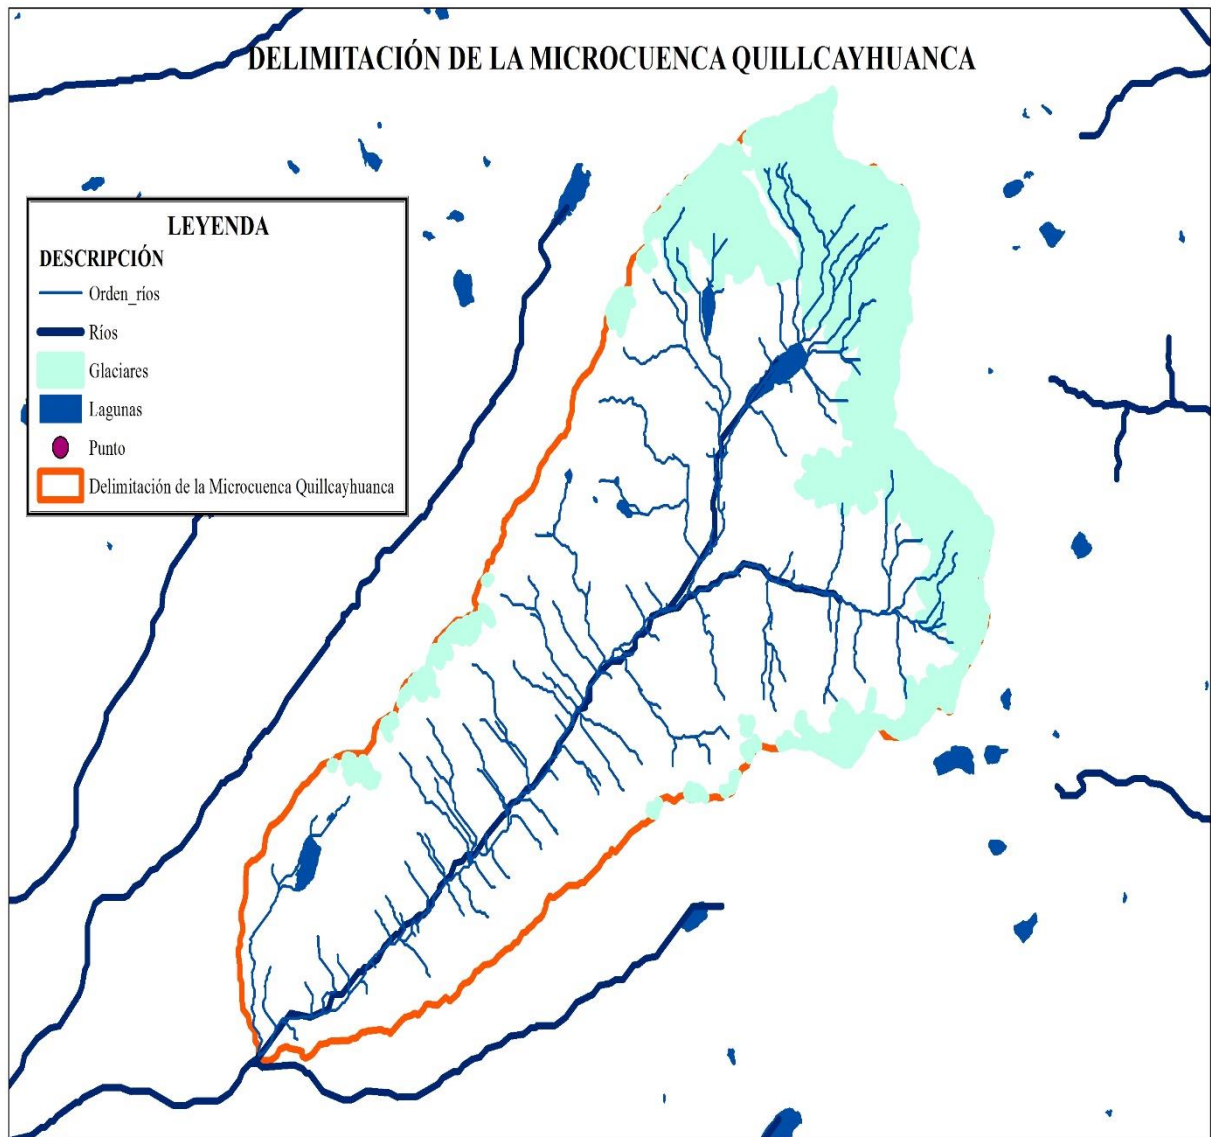 DELIMITACIÓN DE LA MICROCUENCA QUILLCAYHUANCA
LEYENDA
DESCRIPCIÓN
Orden_ríos
Ríos
Glaciares
Lagunas
Punto
Delimitación de la Microcuenca Quillcayhuanca